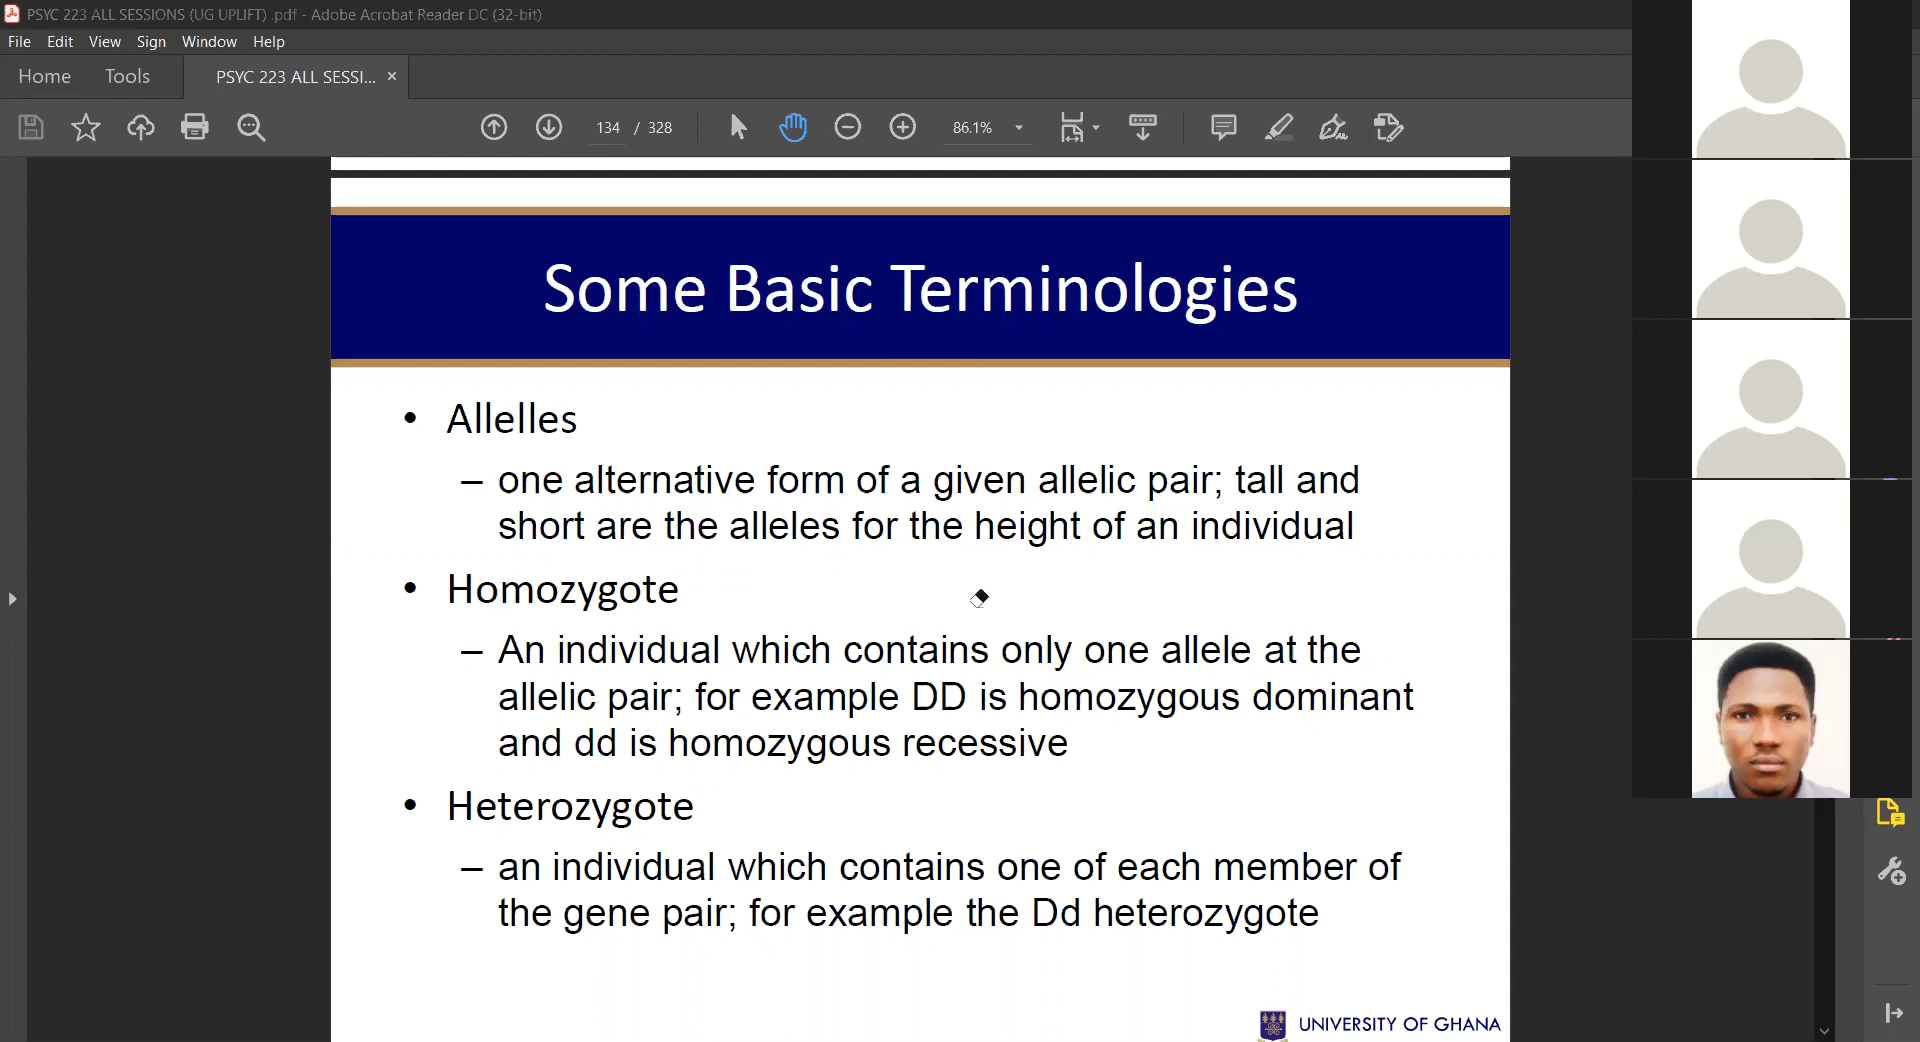 PSYC 223 ALL SESSIONS (UG UPLIFT) .pdf - Adobe Acrobat Reader DC (32-bit)
File Edit View Sign Window Help
Home Tools PSYC 223 ALL SESSI... ×
134 / 328 86.1%
Some Basic Terminologies
• Allelles
– one alternative form of a given allelic pair; tall and
short are the alleles for the height of an individual
• Homozygote
– An individual which contains only one allele at the
allelic pair; for example DD is homozygous dominant
and dd is homozygous recessive
• Heterozygote
– an individual which contains one of each member of
the gene pair; for example the Dd heterozygote
UNIVERSITY OF GHANA